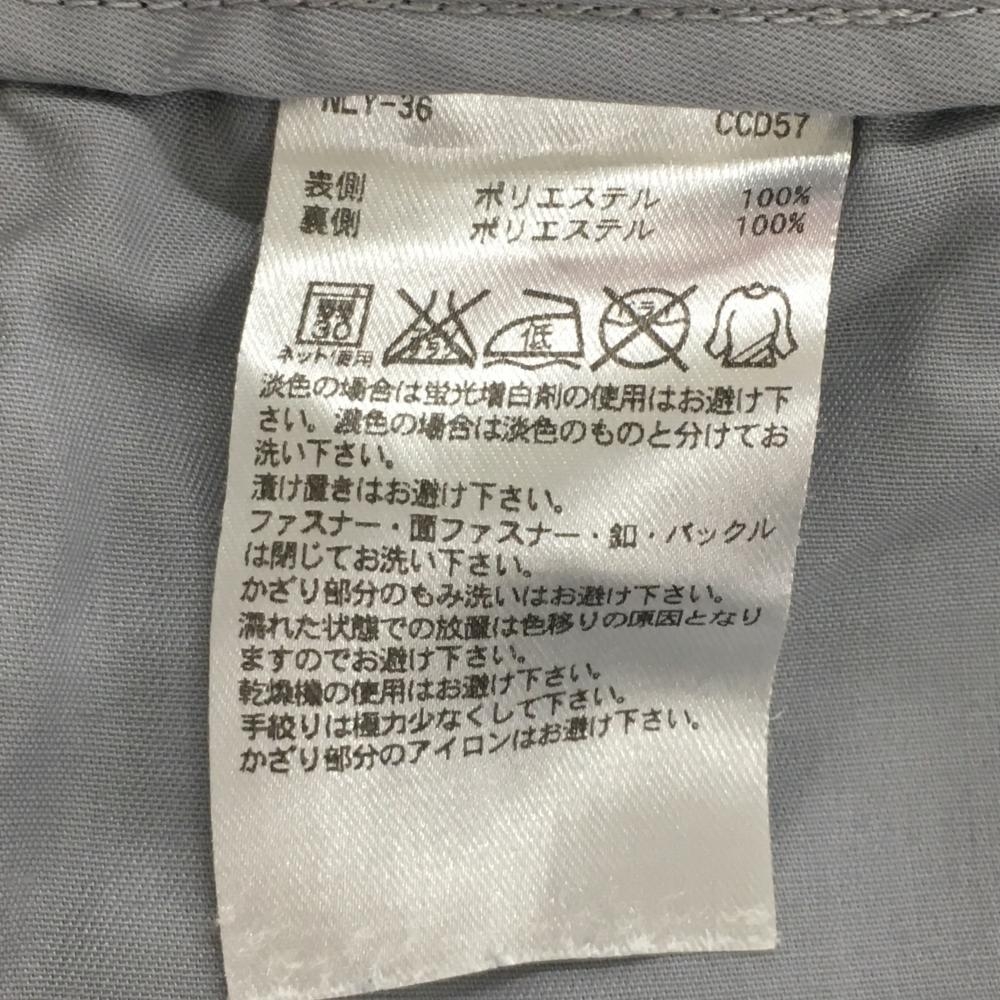 NLY-36
CCD57
表側 ポリエステル 100%
裏側 ポリエステル 100%
弱
30
エンソ
サラシ
低
ドライ
ネット使用
淡色の場合は蛍光増白剤の使用はお避け下
さい。濃色の場合は淡色のものと分けてお
洗い下さい。
漬け置きはお避け下さい。
ファスナー・面ファスナー・釦・バックル
は閉じてお洗い下さい。
かざり部分のもみ洗いはお避け下さい。
濡れた状態での放置は色移りの原因となり
ますのでお避け下さい。
乾燥機の使用はお避け下さい。
手絞りは極力少なくして下さい。
かざり部分のアイロンはお避け下さい。